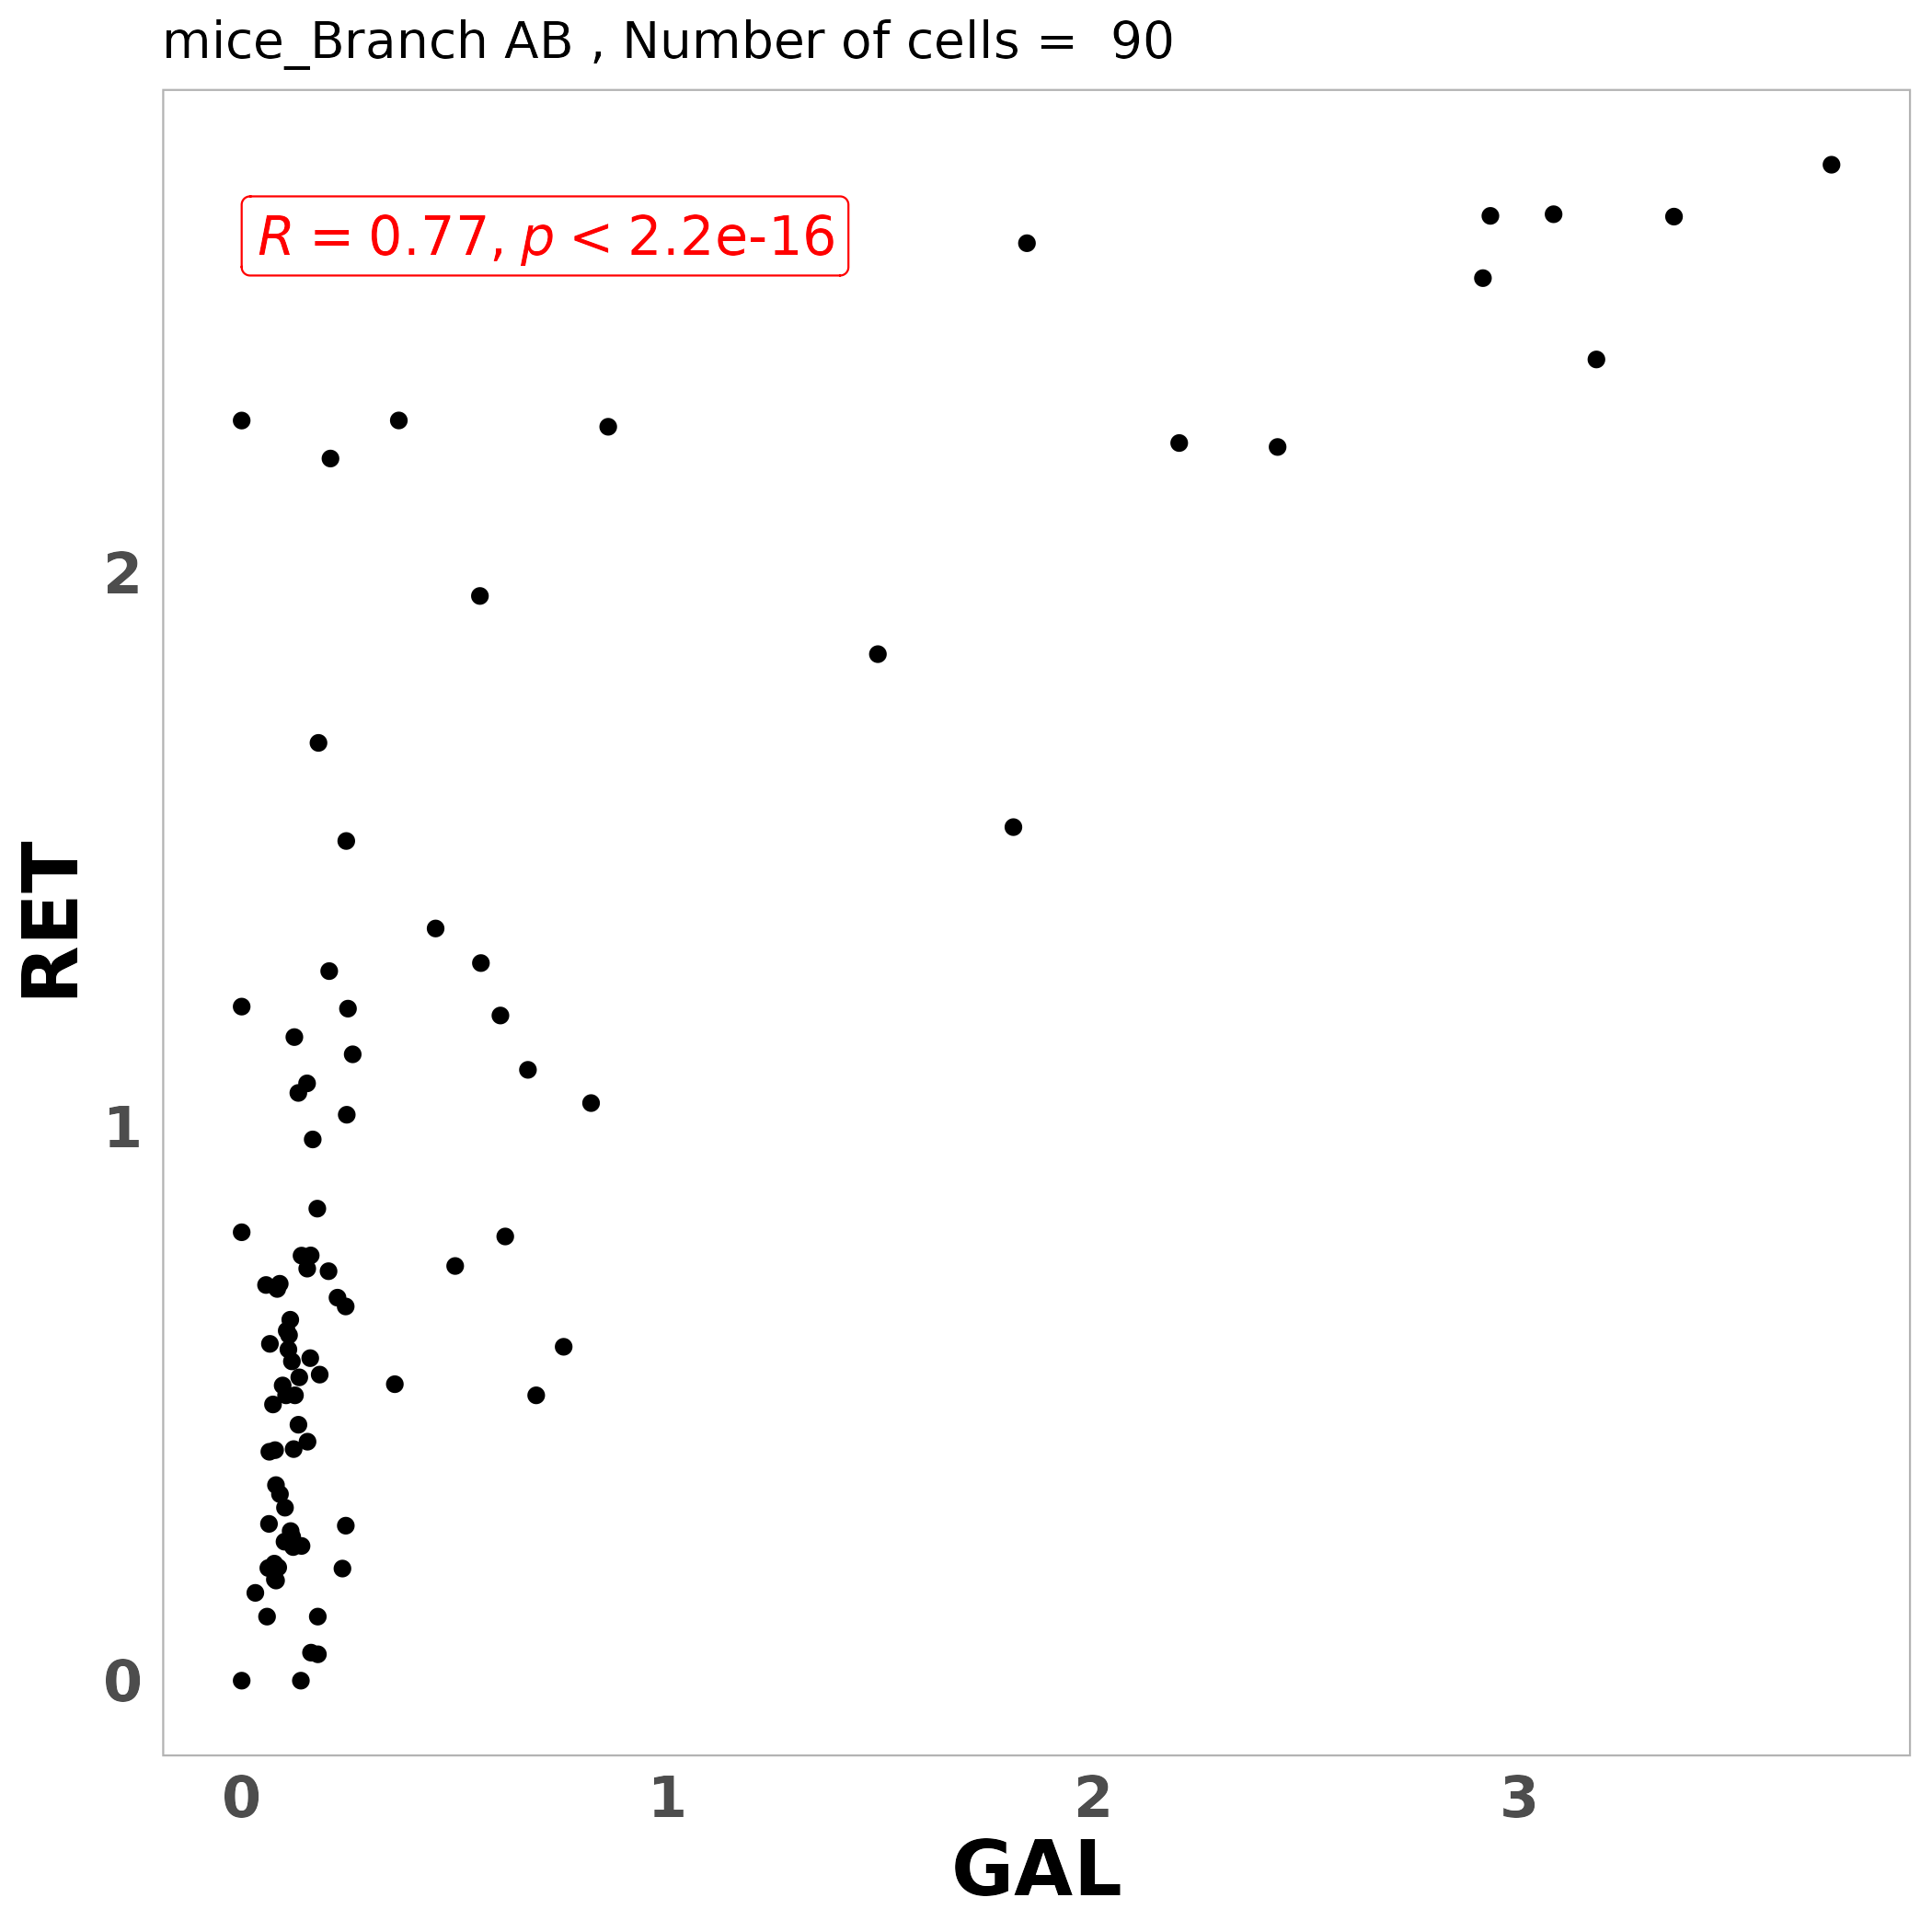 mice_Branch AB , Number of cells =  90
R = 0.77, p < 2.2e-16
2
1
0
RET
0 1 2 3
GAL